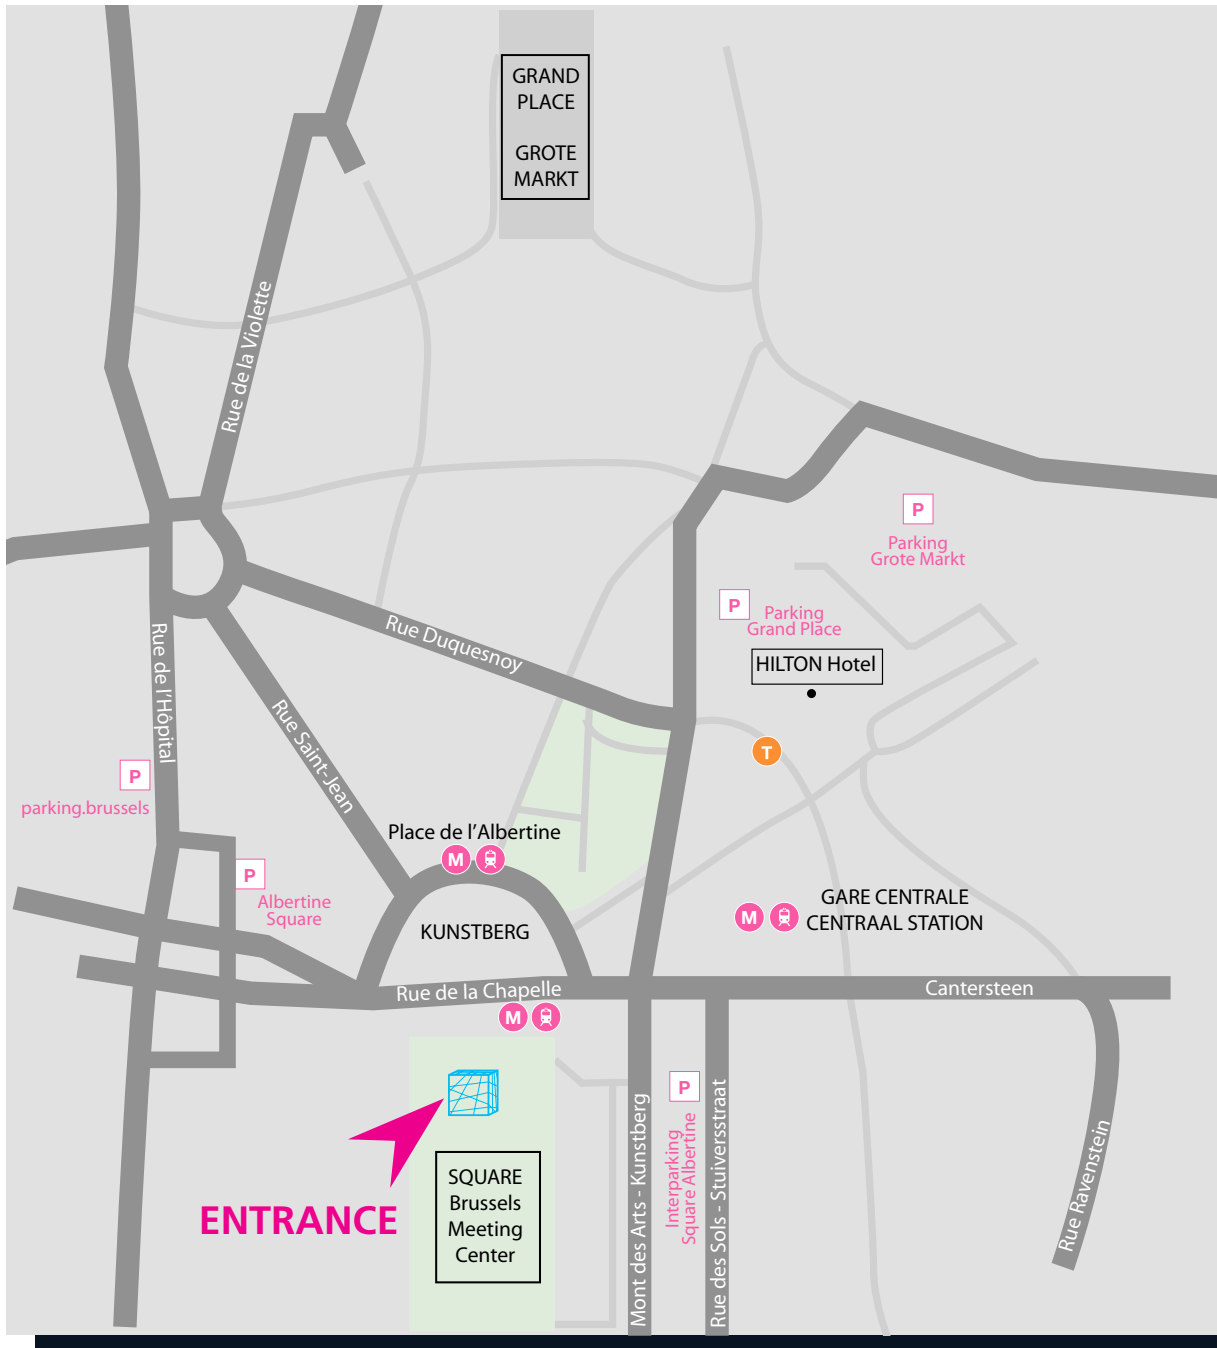 GRAND
PLACE
GROTE
MARKT
Rue de la Violette
P
Parking
Grote Markt
P
Parking
Grand Place
HILTON Hotel
Rue Duquesnoy
Rue de l’Hôpital
Rue Saint-Jean
T
P
parking.brussels
Place de l’Albertine
M
P
Albertine
Square
KUNSTBERG
GARE CENTRALE
CENTRAAL STATION
M
Rue de la Chapelle
Cantersteen
M
P
Interparking
Square Albertine
Mont des Arts - Kunstberg
Rue des Sols - Stuiversstraat
Rue Ravenstein
ENTRANCE
SQUARE
Brussels
Meeting
Center